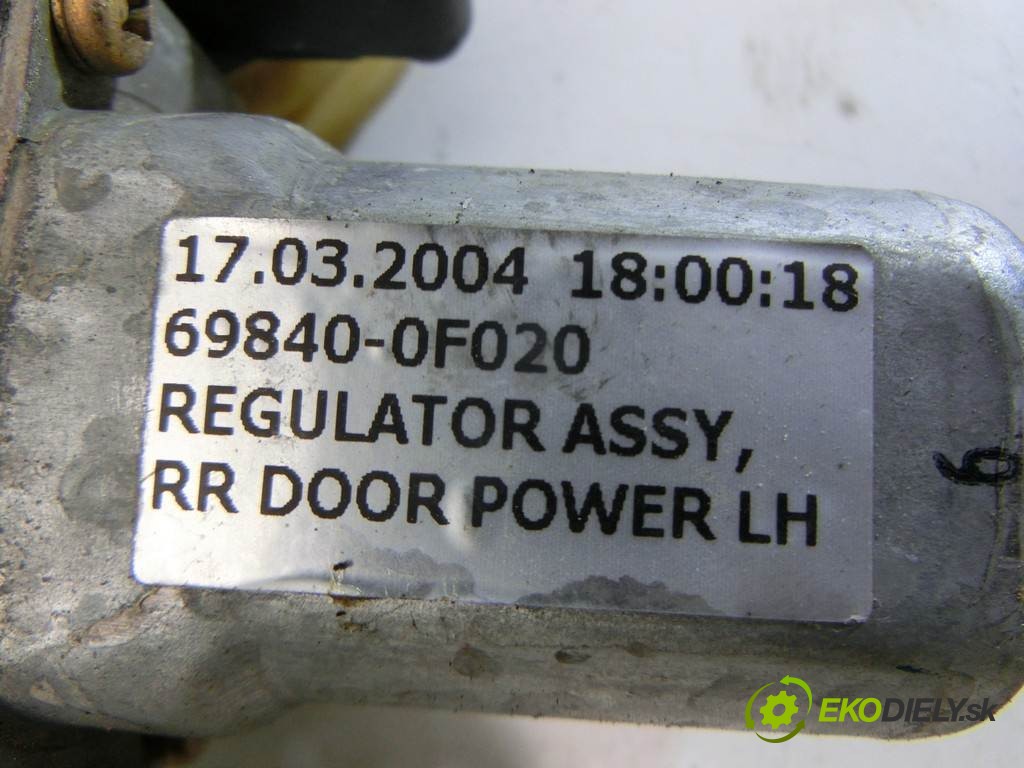 17.03.2004 18:00:18
69840-0F020
REGULATOR ASSY,
RR DOOR POWER LH
EKODIELY.sk